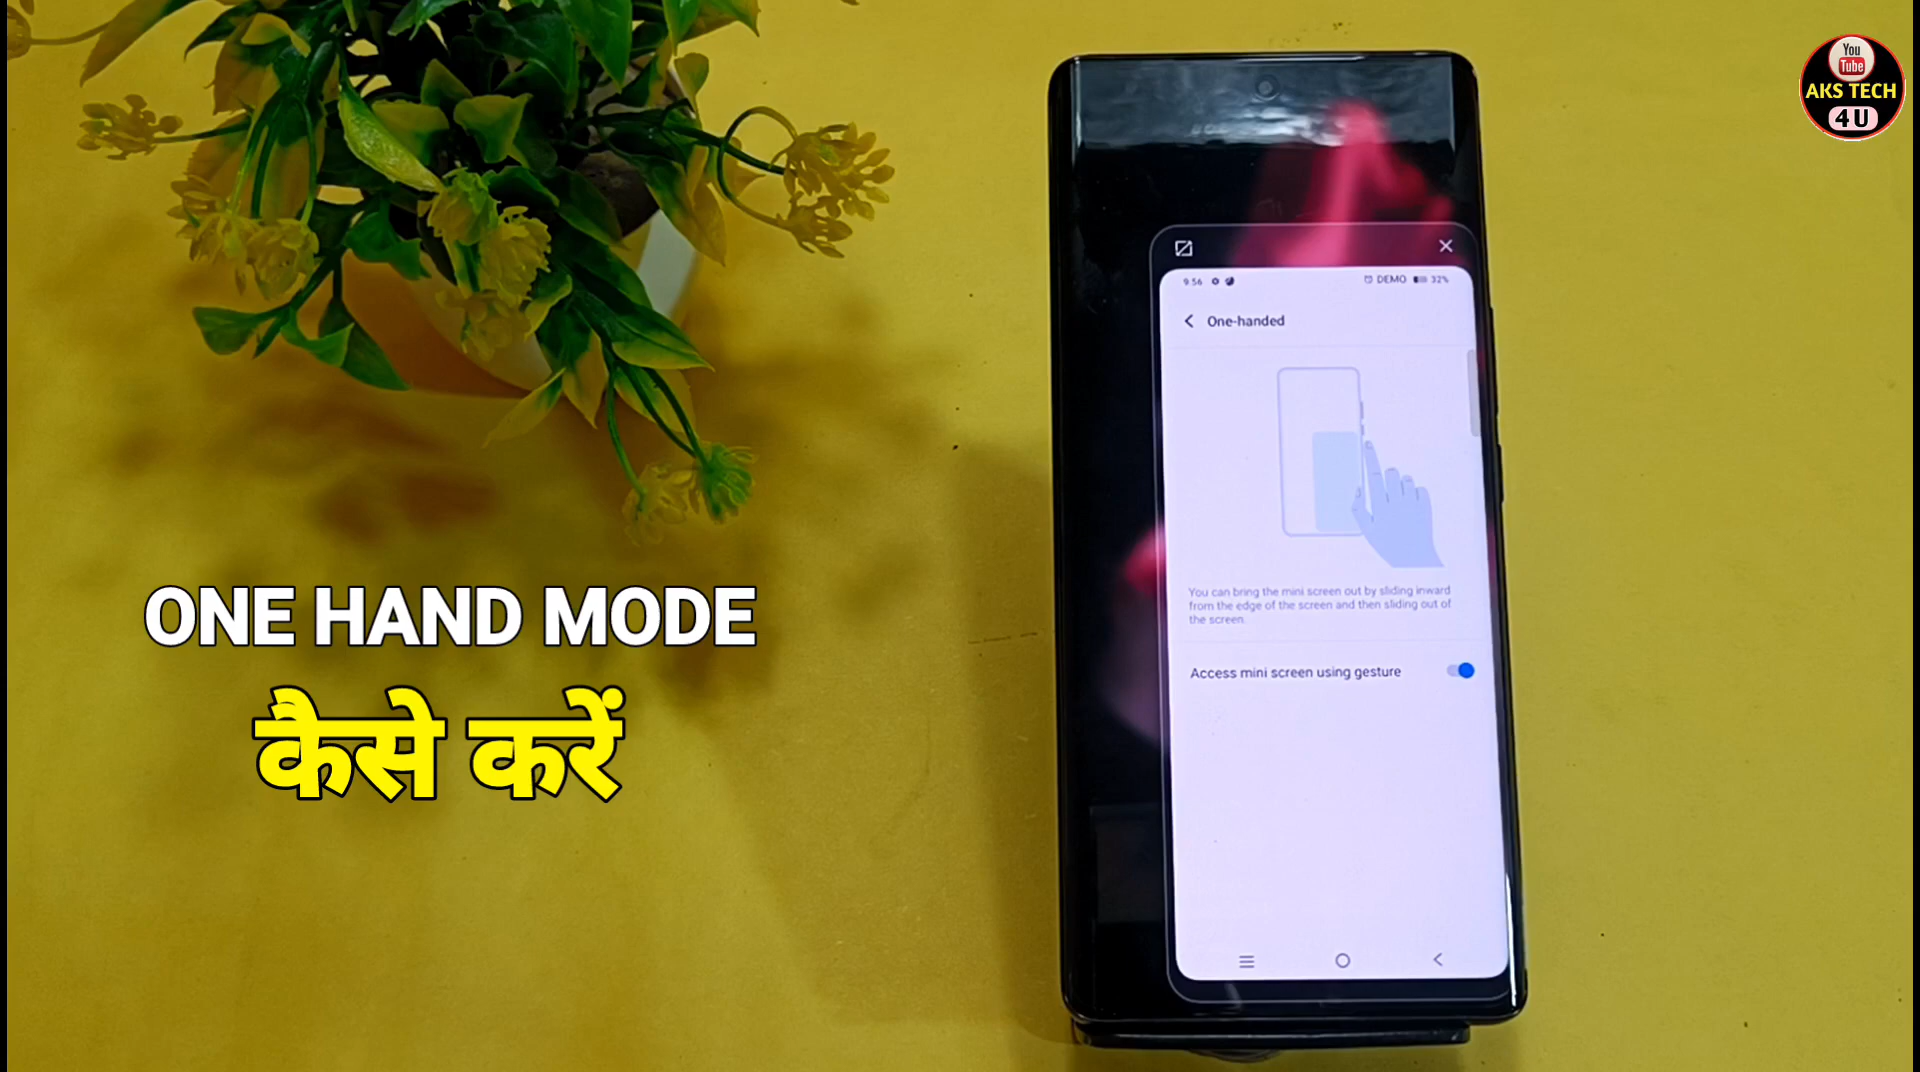 You
Tube
AKS TECH
4U
9:56
DEMO 32%
One-handed
You can bring the mini screen out by sliding inward
from the edge of the screen and then sliding out of
the screen.
Access mini screen using gesture
ONE HAND MODE
कैसे करें